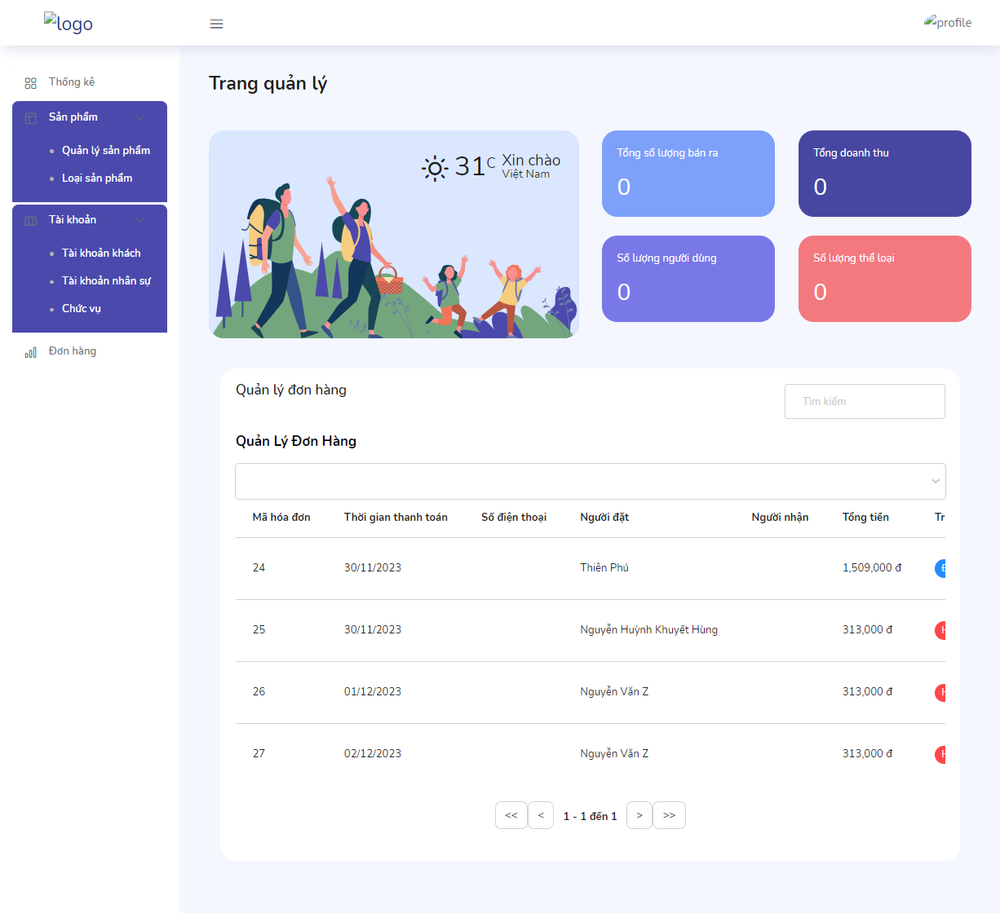 logo
profile
Thống kê
Sản phẩm
Quản lý sản phẩm
Loại sản phẩm
Tài khoản
Tài khoản khách
Tài khoản nhân sự
Chức vụ
Đơn hàng
Trang quản lý
31 C Xin chào
Việt Nam
Tổng số lượng bán ra
0
Tổng doanh thu
0
Số lượng người dùng
0
Số lượng thể loại
0
Quản lý đơn hàng
Tìm kiếm
Quản Lý Đơn Hàng
Mã hóa đơn Thời gian thanh toán Số điện thoại Người đặt Người nhận Tổng tiền Tr
24 30/11/2023 Thiên Phú 1,509,000 đ
25 30/11/2023 Nguyễn Huỳnh Khuyết Hùng 313,000 đ
26 01/12/2023 Nguyễn Văn Z 313,000 đ
27 02/12/2023 Nguyễn Văn Z 313,000 đ
<< < 1 - 1 đến 1 > >>